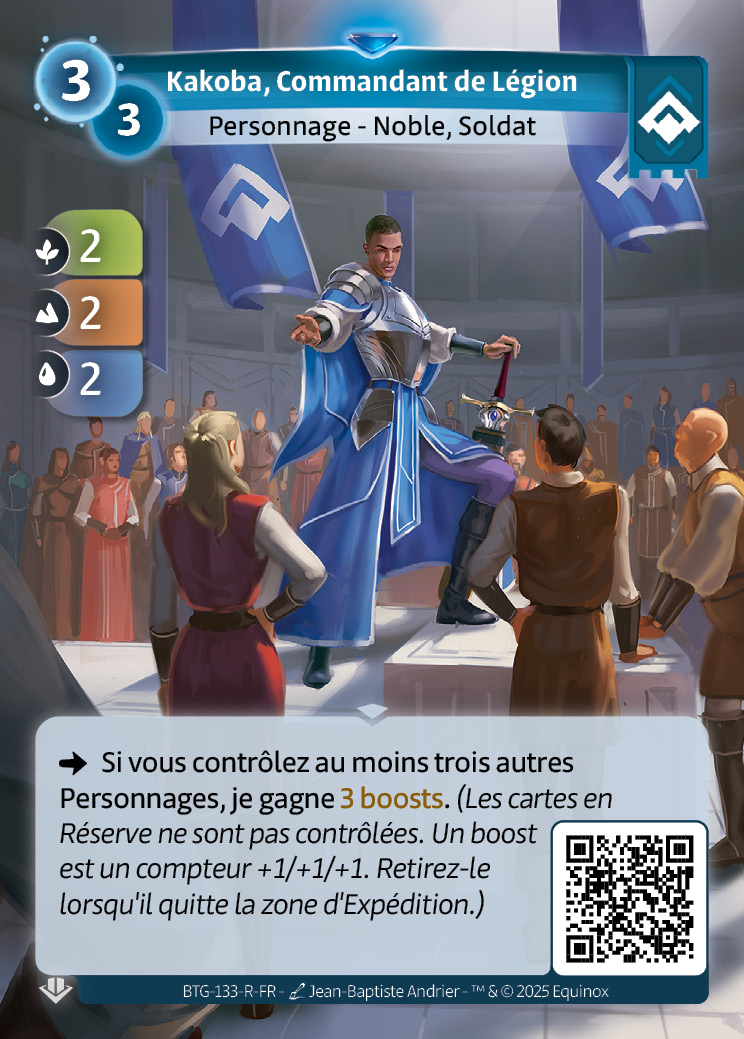 3
Kakoba, Commandant de Légion
3
Personnage - Noble, Soldat
2
2
2
Si vous contrôlez au moins trois autres
Personnages, je gagne 3 boosts. (Les cartes en
Réserve ne sont pas contrôlées. Un boost
est un compteur +1/+1/+1. Retirez-le
lorsqu'il quitte la zone d'Expédition.)
BTG-133-R-FR - Jean-Baptiste Andrier - ™ & © 2025 Equinox